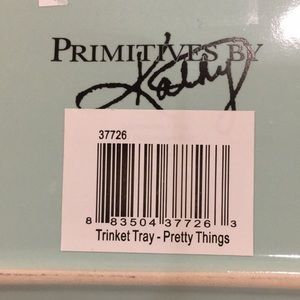 PRIMITIVES BY
Kathy
37726
8 83504 37726 3
Trinket Tray - Pretty Things